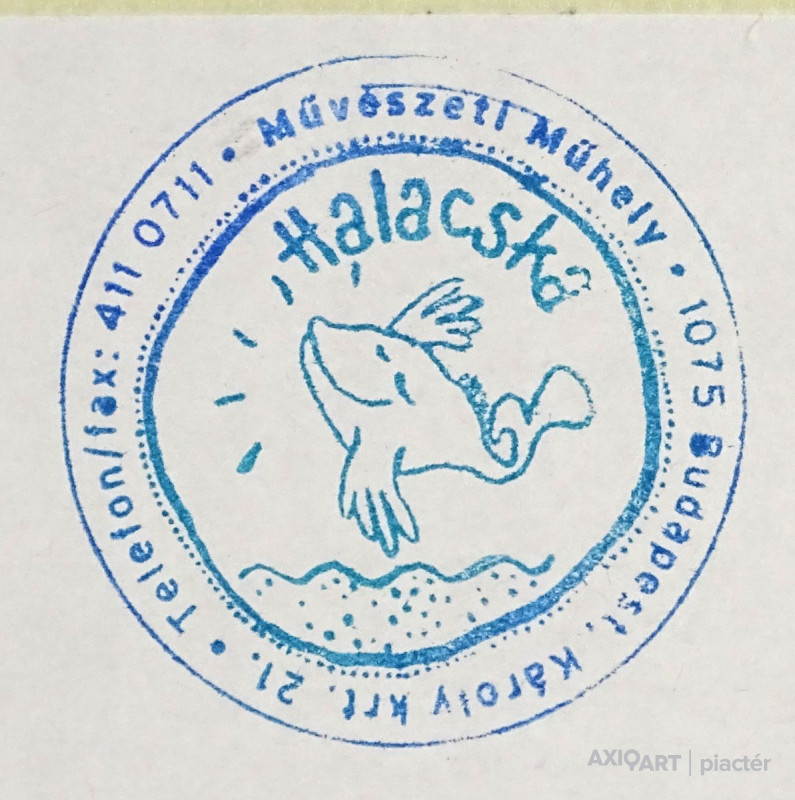 • Művészeti Műhely • 1075 Budapest, Károly krt. 21. • Telefon/fax: 411 0711
Halacska
AXIOART | piactér